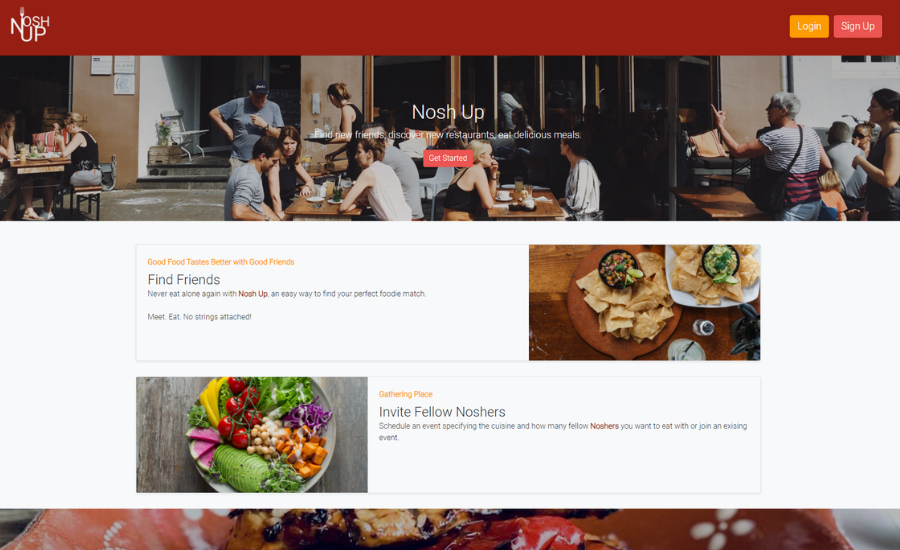 NOSH
UP
Login
Sign Up
Nosh Up
Find new friends, discover new restaurants, eat delicious meals.
Get Started
Good Food Tastes Better with Good Friends
Find Friends
Never eat alone again with Nosh Up, an easy way to find your perfect foodie match.
Meet. Eat. No strings attached!
Gathering Place
Invite Fellow Noshers
Schedule an event specifying the cuisine and how many fellow Noshers you want to eat with or join an exising
event.